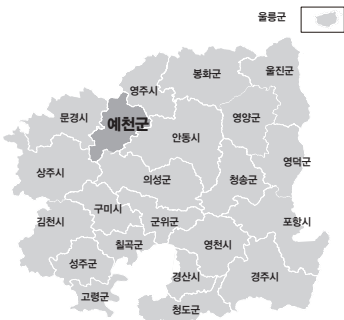 울릉군
봉화군
울진군
영주시
문경시
예천군
영양군
안동시
영덕군
상주시
의성군
청송군
구미시
김천시
군위군
포항시
칠곡군
영천시
성주군
경산시
경주시
고령군
청도군